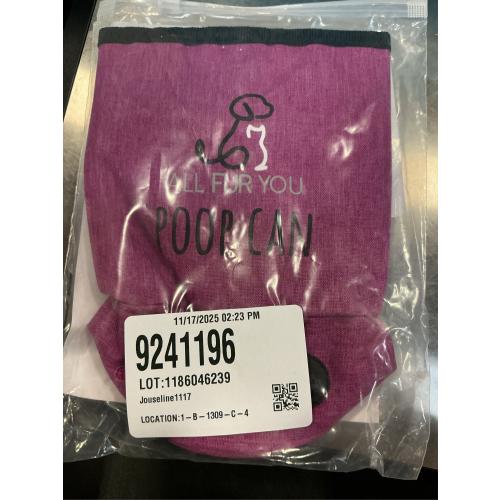 ALL FUR YOU
POOP CAN
11/17/2025 02:23 PM
9241196
LOT:1186046239
Jouseline1117
LOCATION:1-B-1309-C-4